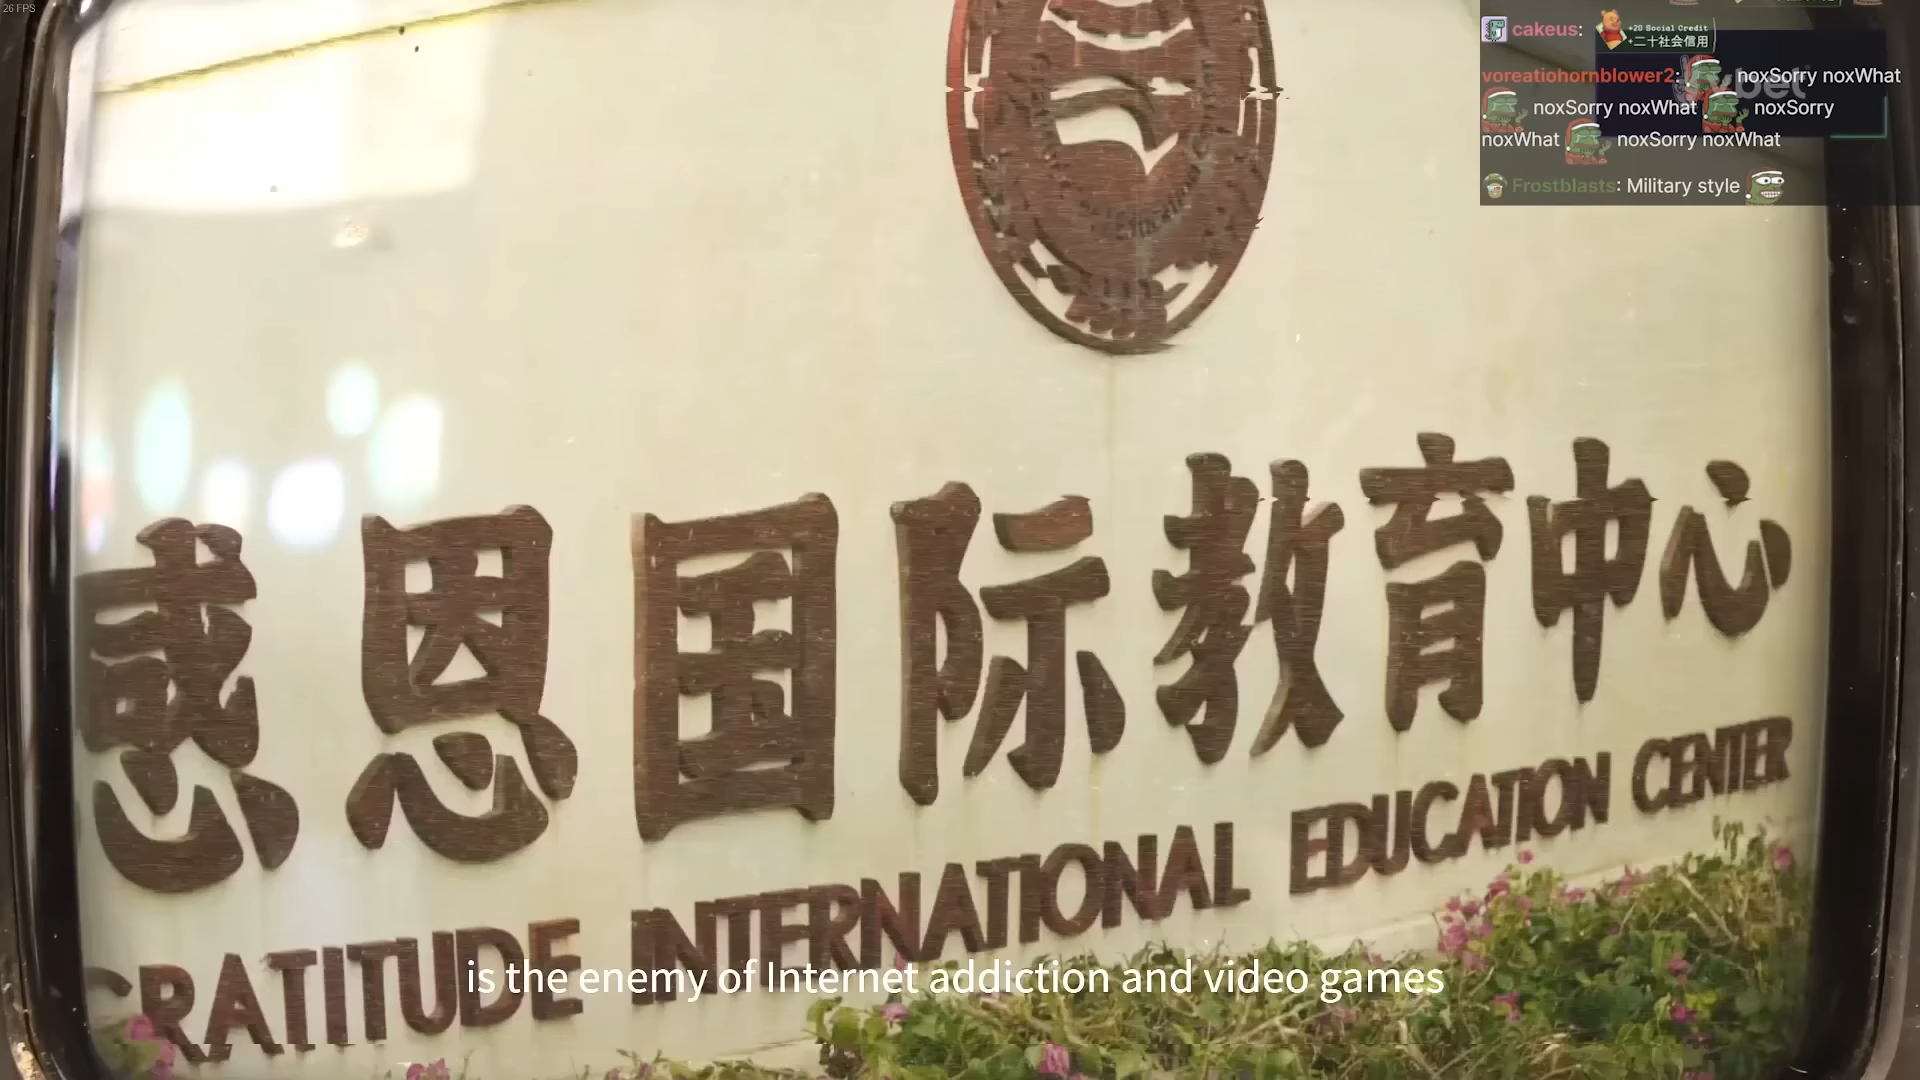 26 FPS
cakeus: +20 Social Credit
+二十社会信用
voreatiohornblower2: noxSorry noxWhat
noxSorry noxWhat noxSorry
noxWhat noxSorry noxWhat
Frostblasts: Military style
感恩国际教育中心
GRATITUDE INTERNATIONAL EDUCATION CENTER
is the enemy of Internet addiction and video games